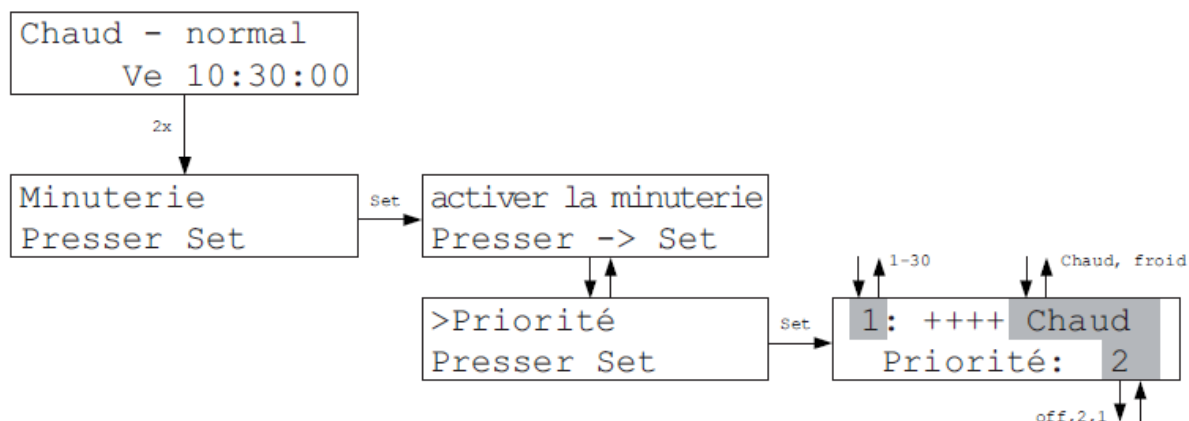 Chaud - normal
Ve 10:30:00
2x
Minuterie
Presser Set
Set
activer la minuterie
Presser -> Set
>Priorité
Presser Set
Set
1-30
Chaud, froid
1: ++++ Chaud
Priorité: 2
off,2,1